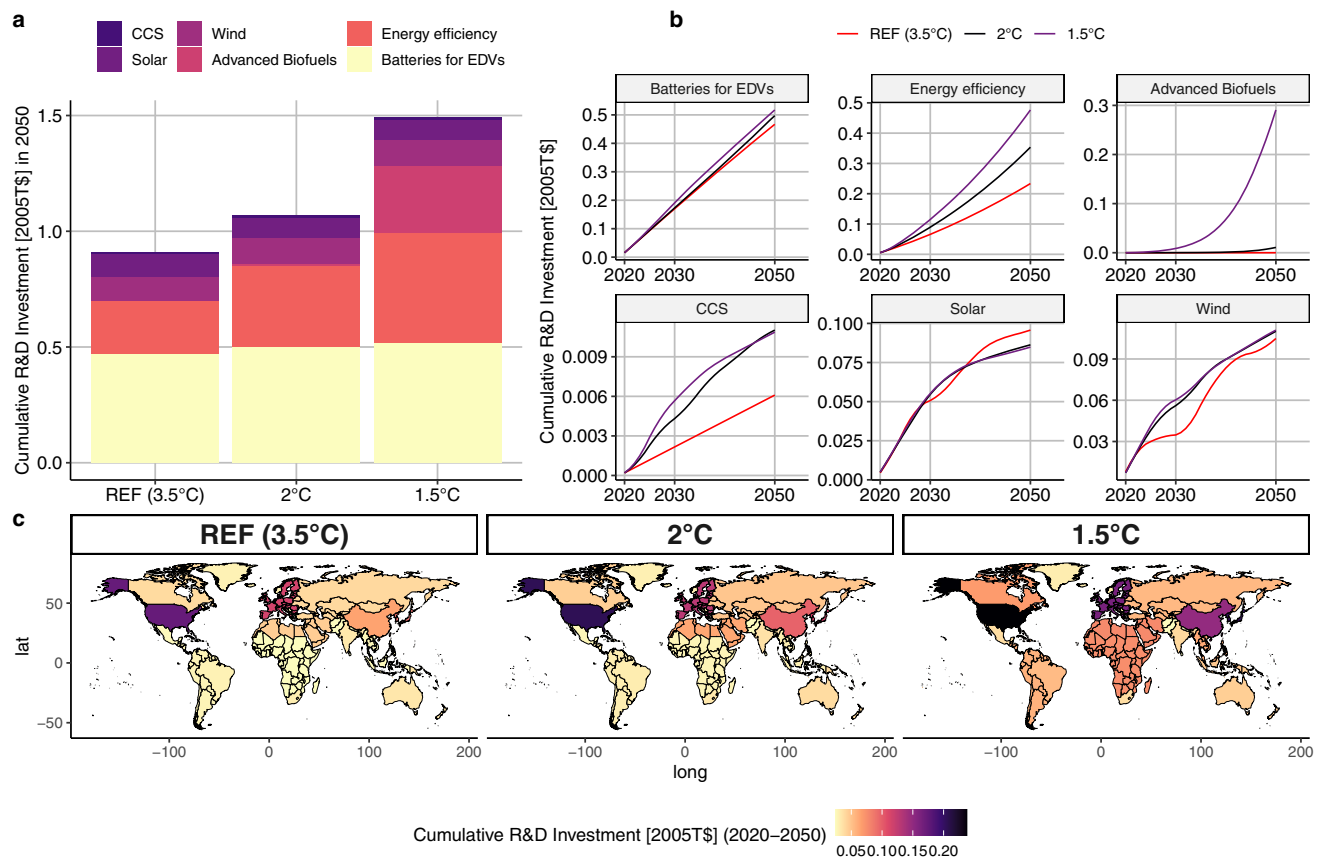 a
CCS Wind Energy efficiency
Solar Advanced Biofuels Batteries for EDVs
Cumulative R&D Investment [2005T$] in 2050
1.5
1.0
0.5
0.0
REF (3.5°C) 2°C 1.5°C
b
REF (3.5°C) 2°C 1.5°C
Cumulative R&D Investment [2005T$]
Batteries for EDVs Energy efficiency Advanced Biofuels
0.5
0.4
0.3
0.2
0.1
0.0
2020 2030 2050
0.5
0.4
0.3
0.2
0.1
0.0
2020 2030 2050
0.3
0.2
0.1
0.0
2020 2030 2050
CCS Solar Wind
0.009
0.006
0.003
0.000
2020 2030 2050
0.100
0.075
0.050
0.025
0.000
2020 2030 2050
0.09
0.06
0.03
2020 2030 2050
c
REF (3.5°C) 2°C 1.5°C
lat
50
0
−50
−100 0 100 200
−100 0 100 200
−100 0 100 200
long
Cumulative R&D Investment [2005T$] (2020−2050)
0.050.100.150.20